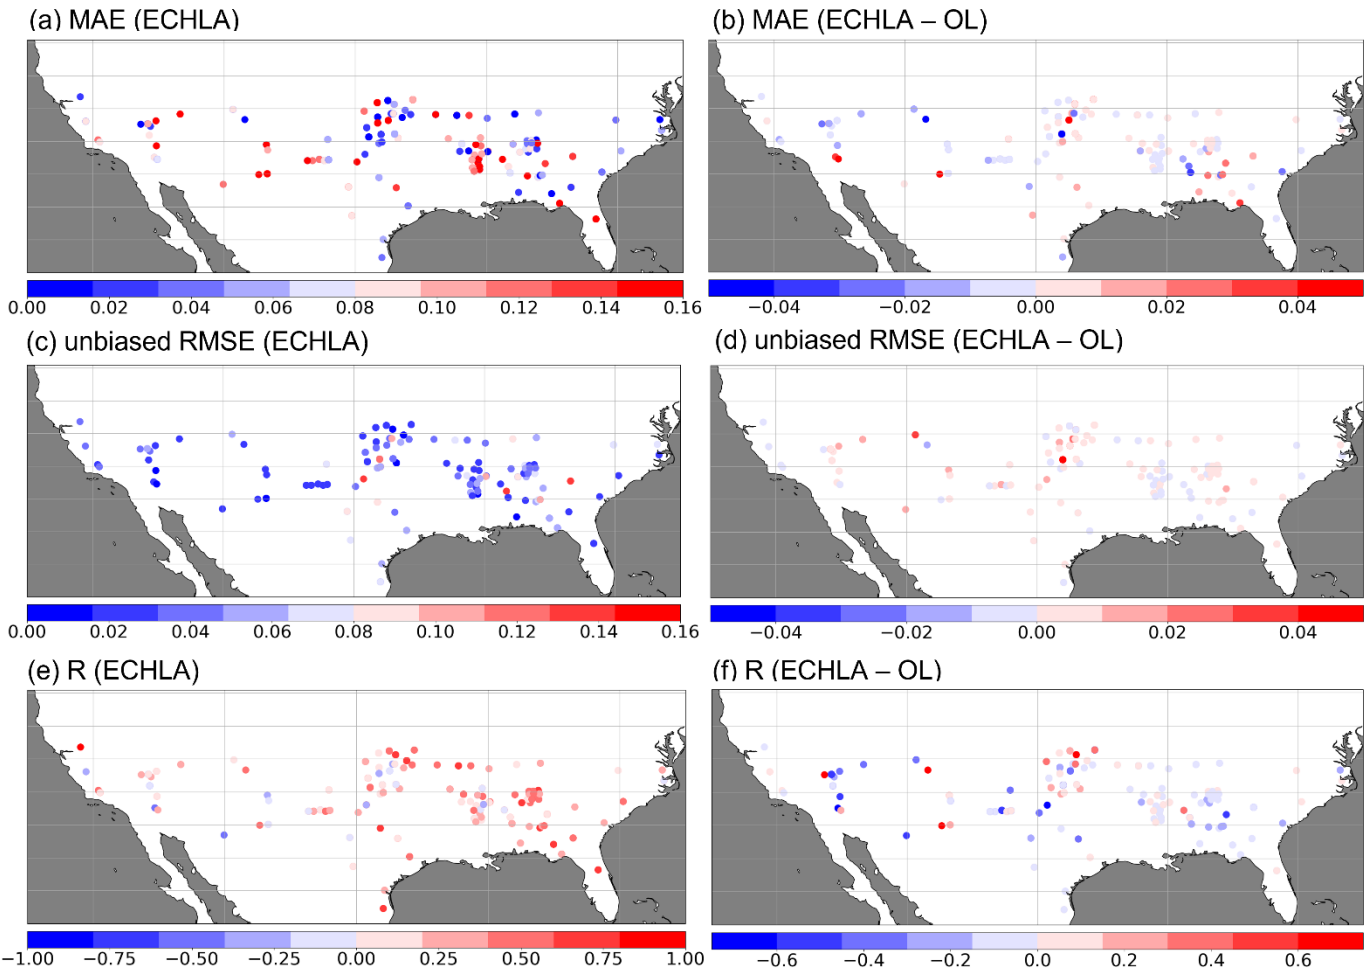 (a) MAE (ECHLA)
(b) MAE (ECHLA – OL)
0.00 0.02 0.04 0.06 0.08 0.10 0.12 0.14 0.16
−0.04 −0.02 0.00 0.02 0.04
(c) unbiased RMSE (ECHLA)
(d) unbiased RMSE (ECHLA – OL)
0.00 0.02 0.04 0.06 0.08 0.10 0.12 0.14 0.16
−0.04 −0.02 0.00 0.02 0.04
(e) R (ECHLA)
(f) R (ECHLA – OL)
−1.00 −0.75 −0.50 −0.25 0.00 0.25 0.50 0.75 1.00
−0.6 −0.4 −0.2 0.0 0.2 0.4 0.6